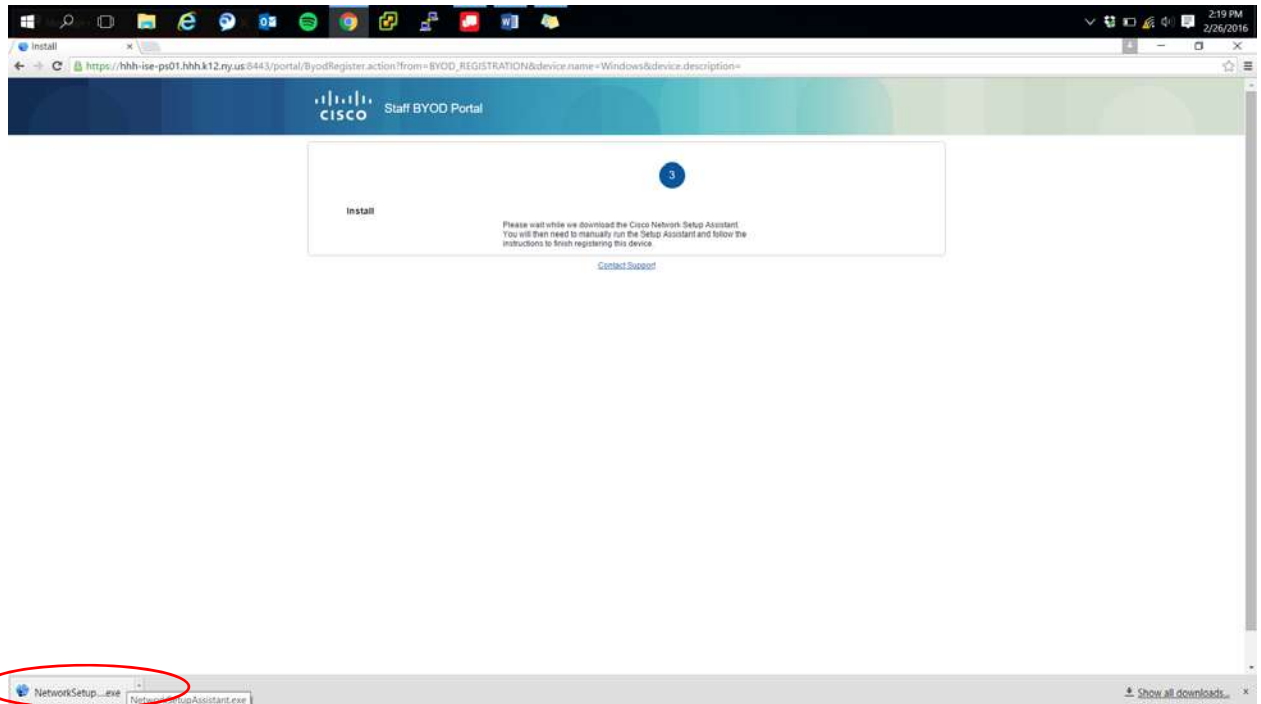 2:19 PM
2/26/2016
Install
https://hhh-ise-ps01.hhh.k12.ny.us:8443/portal/ByodRegister.action?from=BYOD_REGISTRATION&device.name=Windows&device.description=
CISCO
Staff BYOD Portal
3
Install
Please wait while we download the Cisco Network Setup Assistant.
You will then need to manually run the Setup Assistant and follow the
instructions to finish registering this device.
Contact Support
NetworkSetup....exe
NetworkSetupAssistant.exe
Show all downloads...